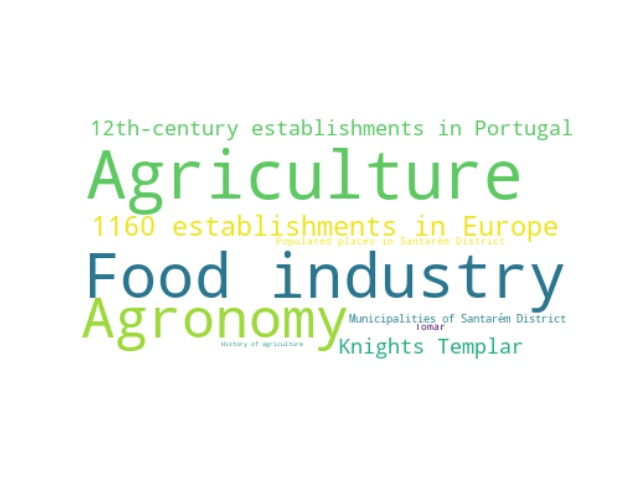 12th-century establishments in Portugal
Agriculture
1160 establishments in Europe
Populated places in Santarém District
Food industry
Agronomy
Municipalities of Santarém District
Tomar
History of agriculture
Knights Templar